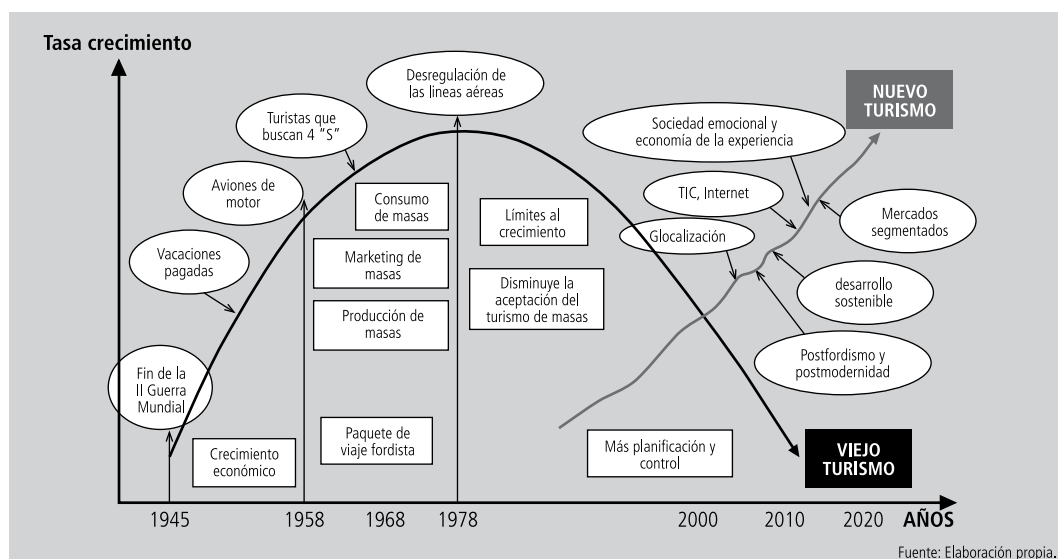 Tasa crecimiento
Desregulación de
las lineas aéreas
NUEVO
TURISMO
Turistas que
buscan 4 “S”
Sociedad emocional y
economía de la experiencia
Aviones de
motor
Consumo
de masas
TIC, Internet
Límites al
crecimiento
Mercados
segmentados
Glocalización
Vacaciones
pagadas
Marketing de
masas
Disminuye la
aceptación del
turismo de masas
desarrollo
sostenible
Producción de
masas
Postfordismo y
postmodernidad
Fin de la
II Guerra
Mundial
Paquete de
viaje fordista
Crecimiento
económico
Más planificación y
control
VIEJO
TURISMO
1945 1958 1968 1978 2000 2010 2020 AÑOS
Fuente: Elaboración propia.